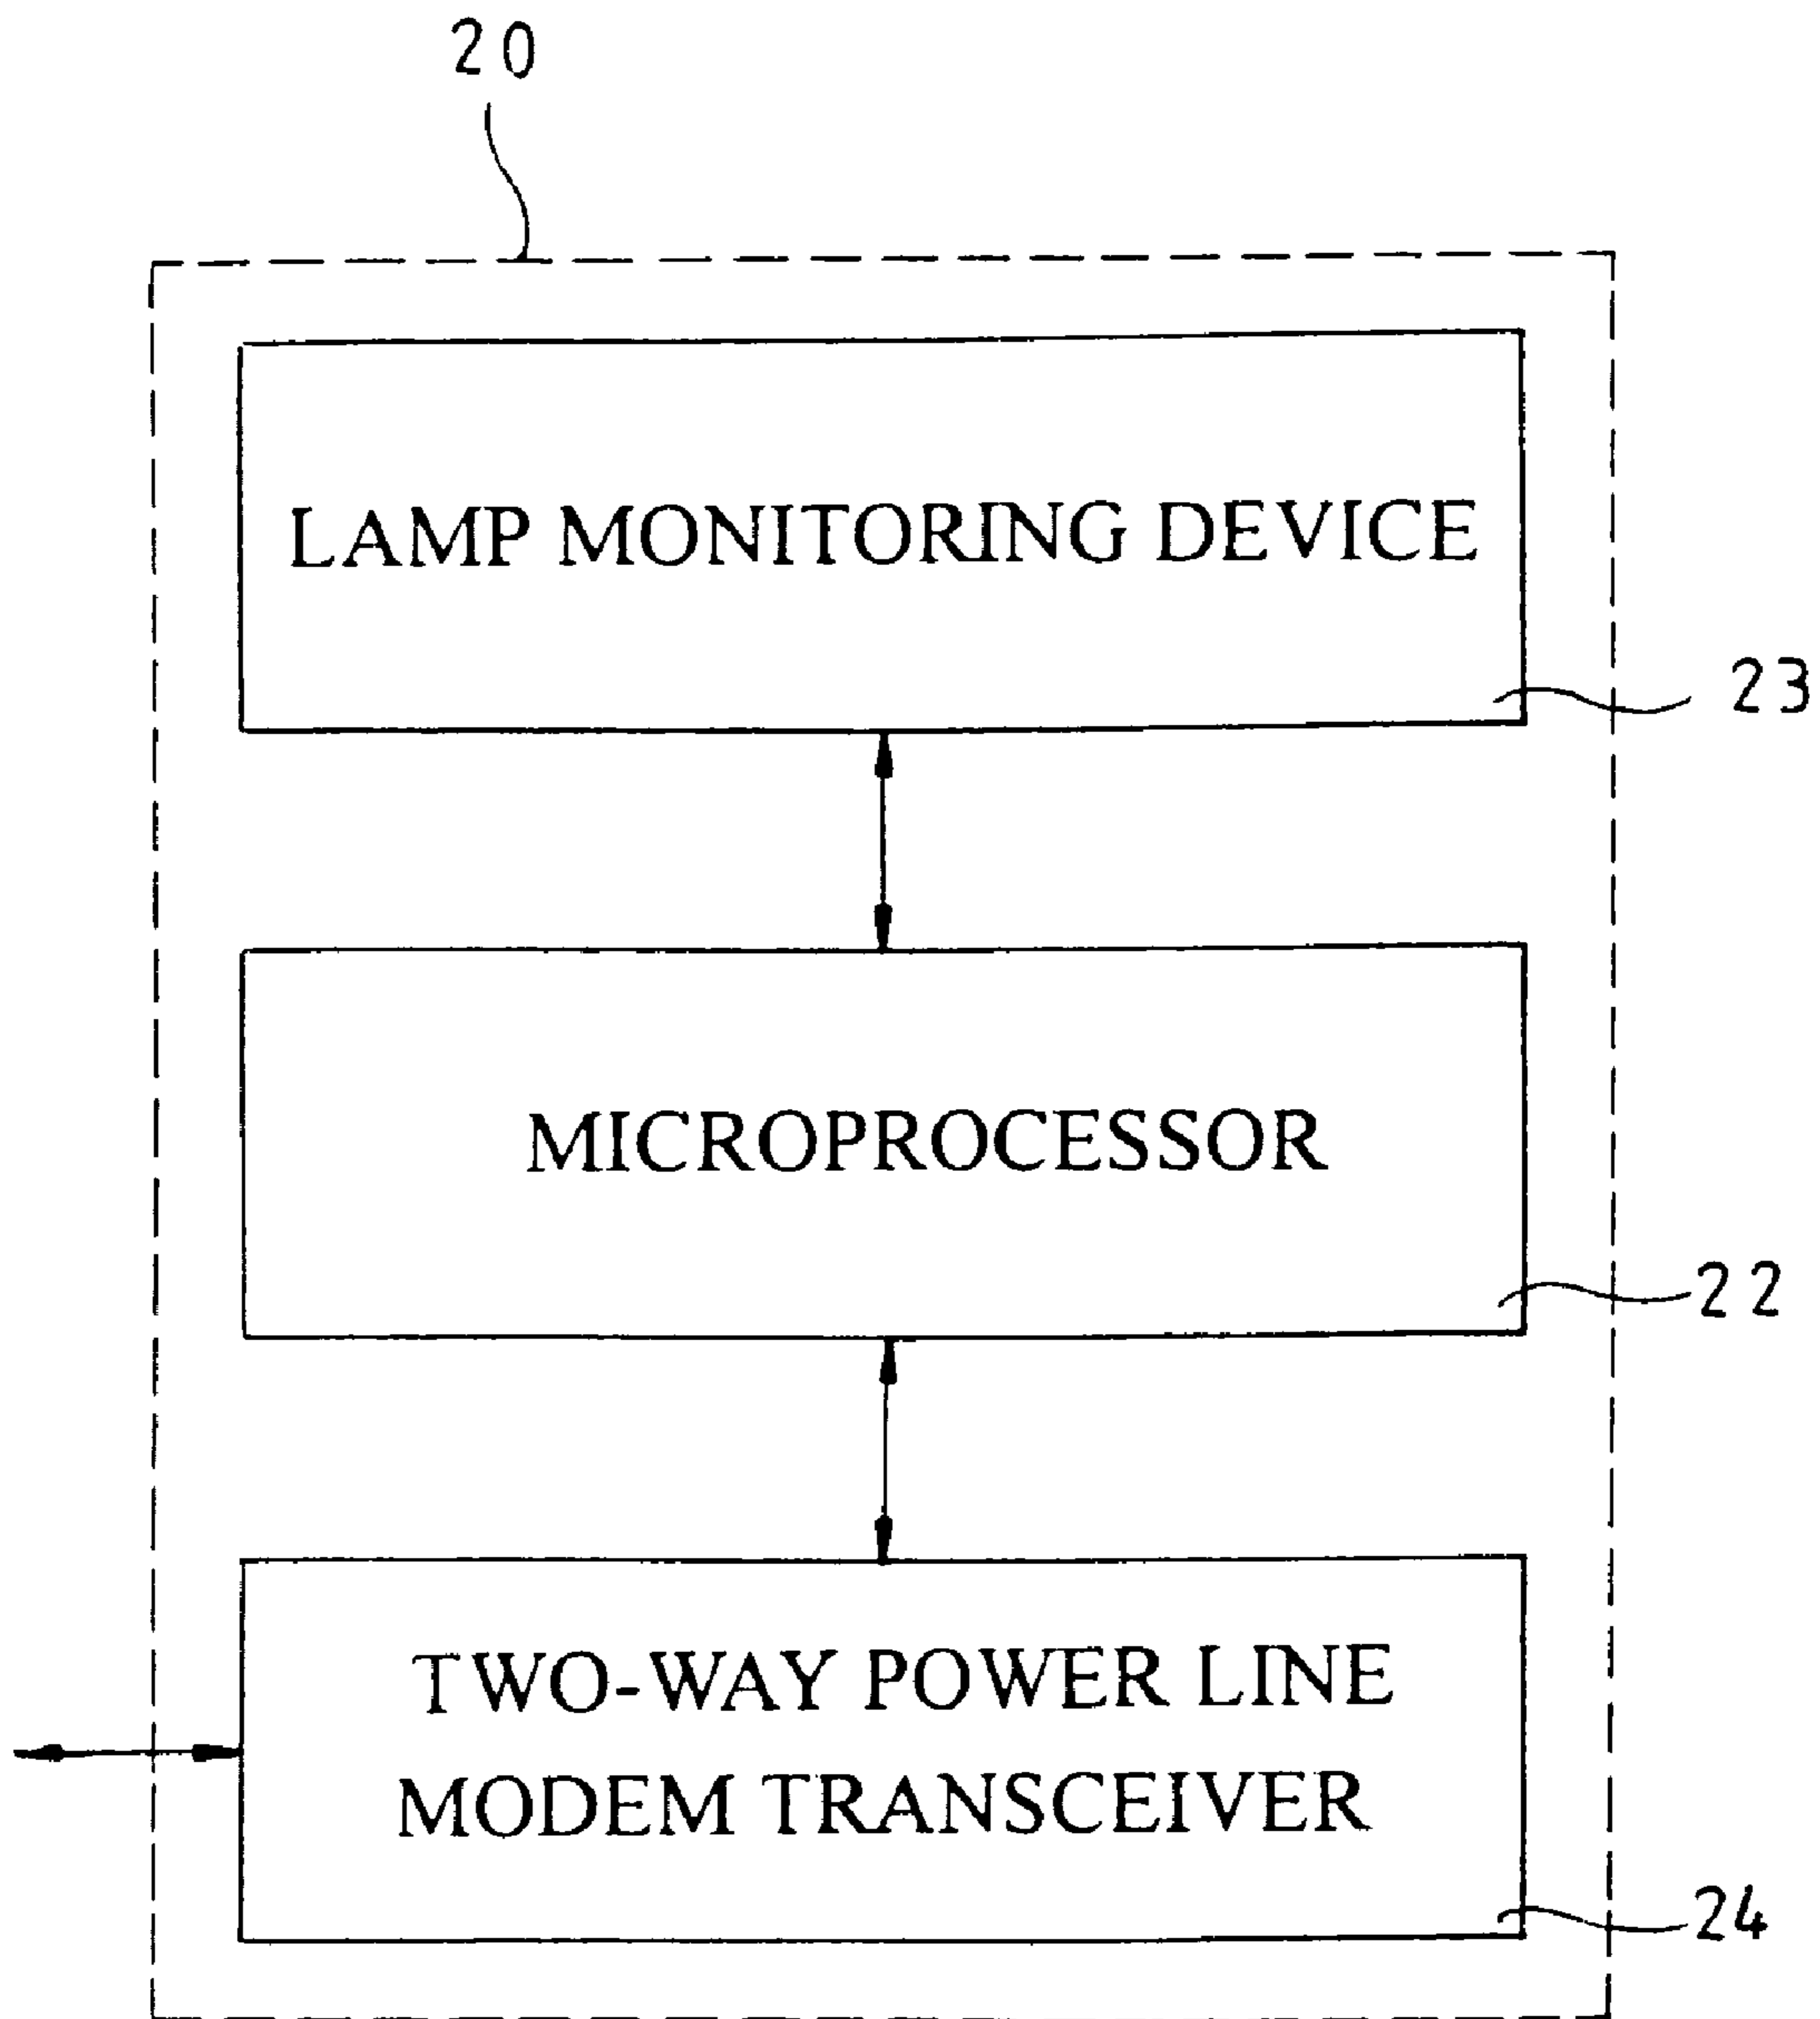 20
LAMP MONITORING DEVICE
23
MICROPROCESSOR
22
TWO-WAY POWER LINE
MODEM TRANSCEIVER
24